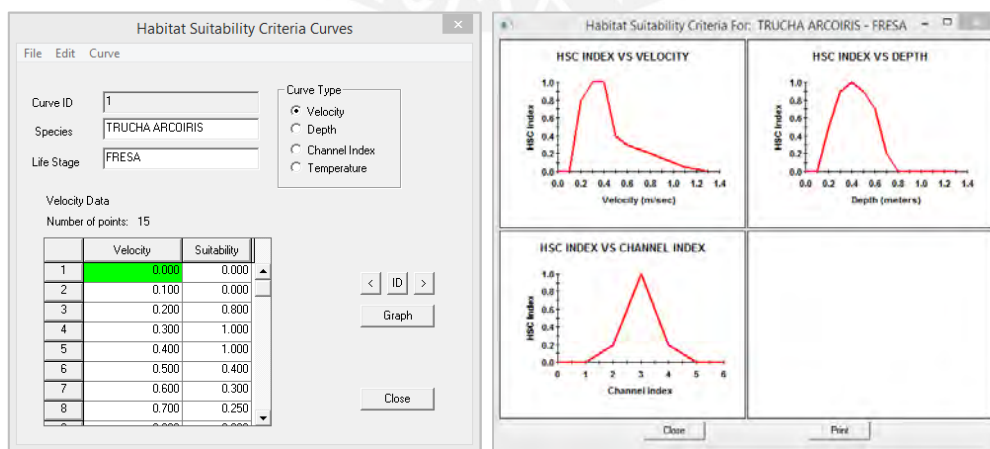 Habitat Suitability Criteria Curves
×
File Edit Curve
Curve ID 1
Species TRUCHA ARCOIRIS
Life Stage FRESA
Curve Type
Velocity
Depth
Channel Index
Temperature
Velocity Data
Number of points: 15
Velocity Suitability
1 0.000 0.000
2 0.100 0.000
3 0.200 0.800
4 0.300 1.000
5 0.400 1.000
6 0.500 0.400
7 0.600 0.300
8 0.700 0.250
< ID >
Graph
Close
Habitat Suitability Criteria For: TRUCHA ARCOIRIS - FRESA
HSC INDEX VS VELOCITY
HSC Index
1.0
0.8
0.6
0.4
0.2
0.0
0.0 0.2 0.4 0.6 0.8 1.0 1.2 1.4
Velocity (m/sec)
HSC INDEX VS DEPTH
HSC Index
1.0
0.8
0.6
0.4
0.2
0.0
0.0 0.2 0.4 0.6 0.8 1.0 1.2 1.4
Depth (meters)
HSC INDEX VS CHANNEL INDEX
HSC Index
1.0
0.8
0.6
0.4
0.2
0.0
0 1 2 3 4 5 6
Channel Index
Close Print